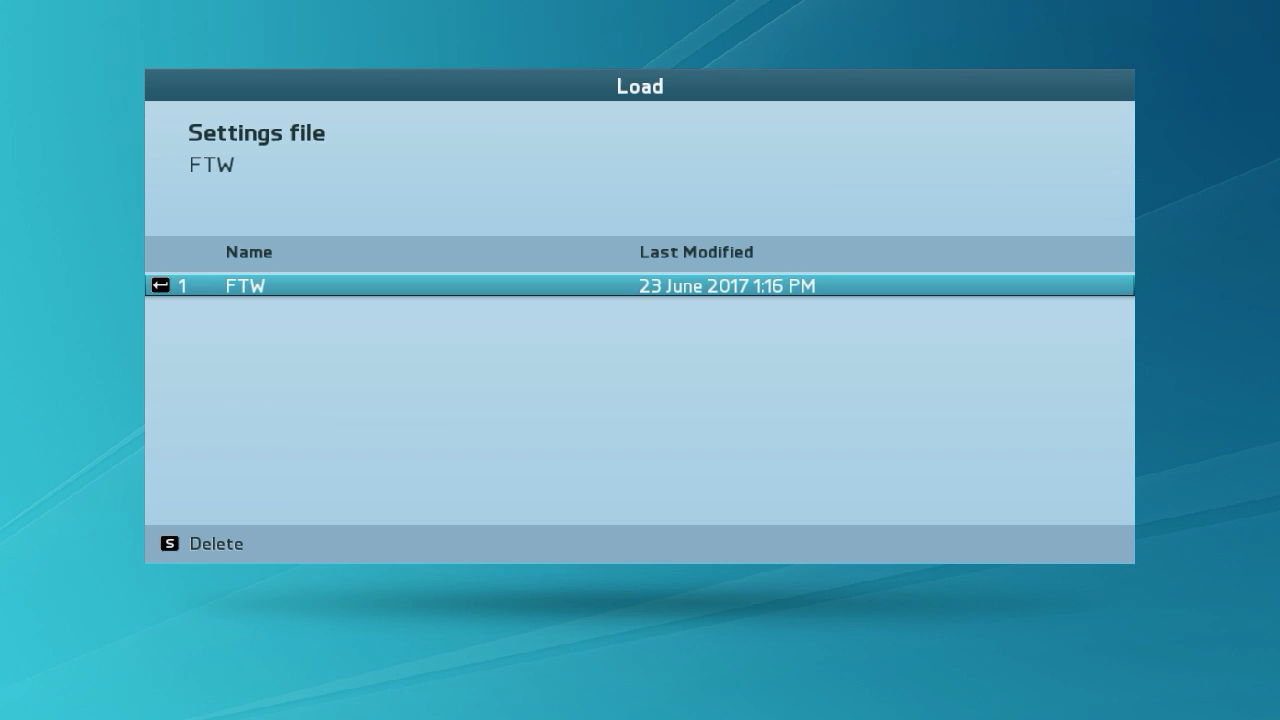 Load
Settings file
FTW
Name Last Modified
1 FTW 23 June 2017 1:16 PM
S Delete